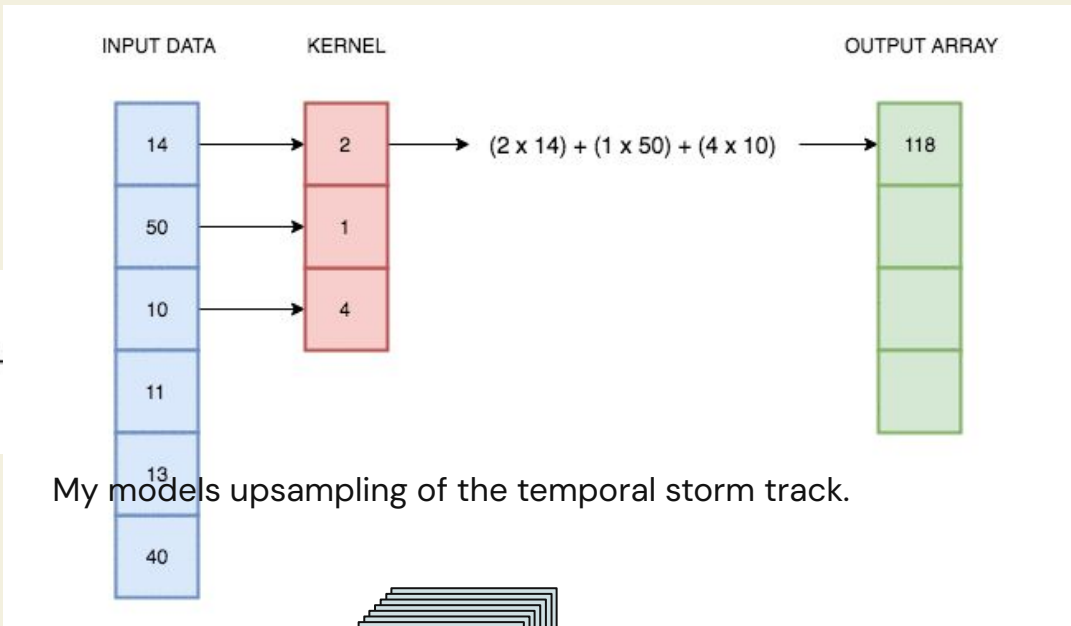 INPUT DATA KERNEL OUTPUT ARRAY
14 2 (2 x 14) + (1 x 50) + (4 x 10) 118
50 1
10 4
11
13
My models upsampling of the temporal storm track.
40